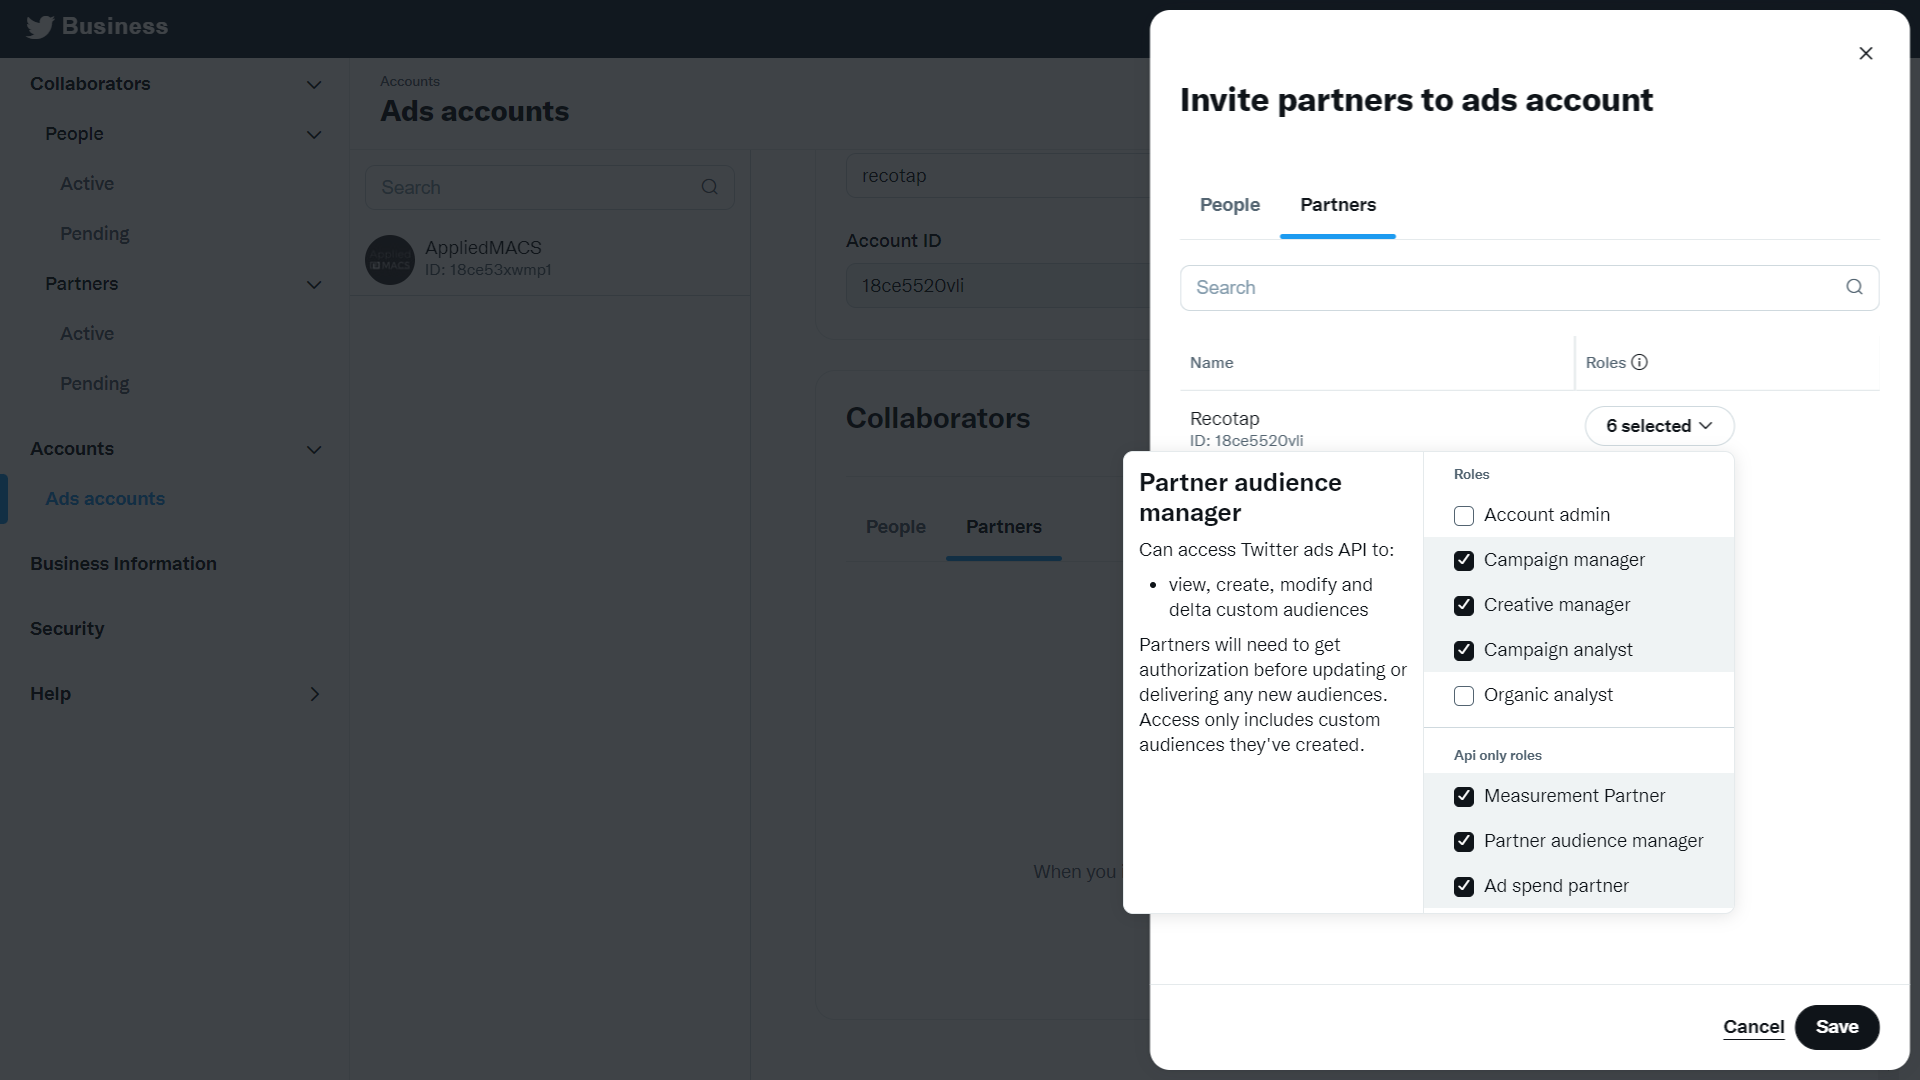 Business
Collaborators
People
Active
Pending
Partners
Active
Pending
Accounts
Ads accounts
Business Information
Security
Help
Accounts
Ads accounts
Search
Applied
MACS
AppliedMACS
ID: 18ce53xwmp1
recotap
Account ID
18ce5520vli
Collaborators
People
Partners
When you
Invite partners to ads account
People
Partners
Search
Name
Roles
Recotap
ID: 18ce5520vli
6 selected
Partner audience
manager
Can access Twitter ads API to:
• view, create, modify and
delta custom audiences
Partners will need to get
authorization before updating or
delivering any new audiences.
Access only includes custom
audiences they've created.
Roles
Account admin
Campaign manager
Creative manager
Campaign analyst
Organic analyst
Api only roles
Measurement Partner
Partner audience manager
Ad spend partner
Cancel
Save